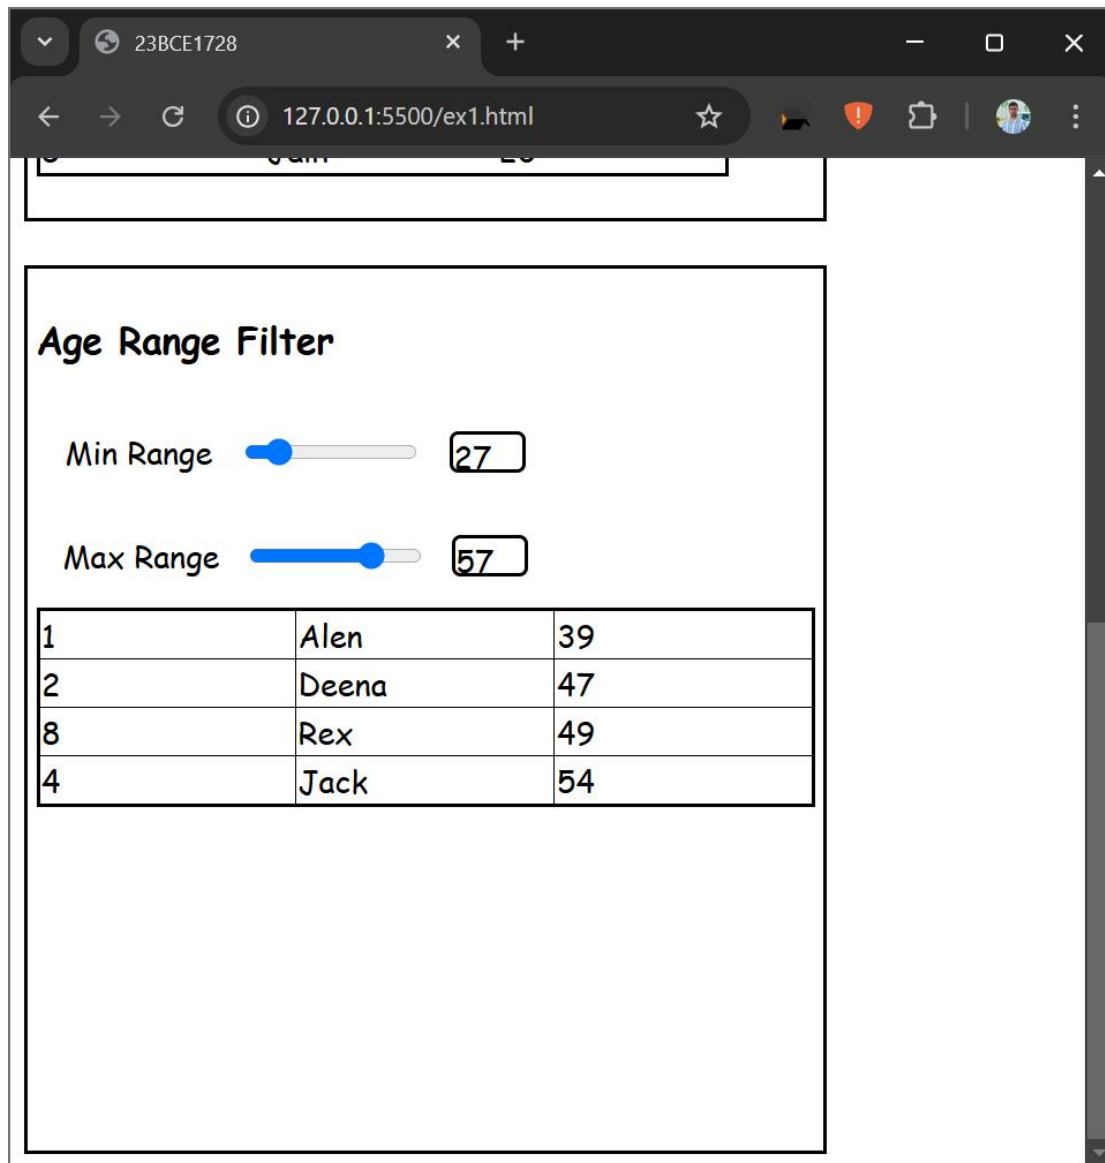 23BCE1728
127.0.0.1:5500/ex1.html
Age Range Filter
Min Range 27
Max Range 57
1 Alen 39
2 Deena 47
8 Rex 49
4 Jack 54